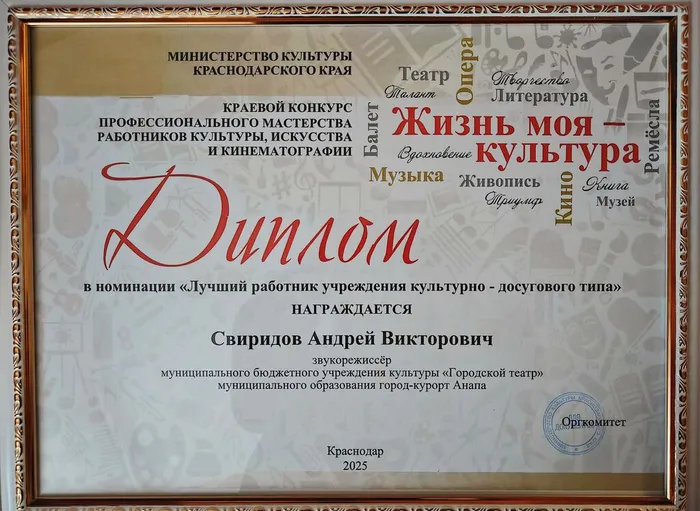 МИНИСТЕРСТВО КУЛЬТУРЫ
КРАСНОДАРСКОГО КРАЯ
КРАЕВОЙ КОНКУРС
ПРОФЕССИОНАЛЬНОГО МАСТЕРСТВА
РАБОТНИКОВ КУЛЬТУРЫ, ИСКУССТВА
И КИНЕМАТОГРАФИИ
Театр
Опера
Творчество
Талант
Литература
Балет
Жизнь моя –
культура
Ремёсла
Вдохновение
Музыка
Живопись
Триумф
Кино
Книга
Музей
Диплом
в номинации «Лучший работник учреждения культурно - досугового типа»
НАГРАЖДАЕТСЯ
Свиридов Андрей Викторович
звукорежиссёр
муниципального бюджетного учреждения культуры «Городской театр»
муниципального образования город-курорт Анапа
Оргкомитет
Краснодар
2025